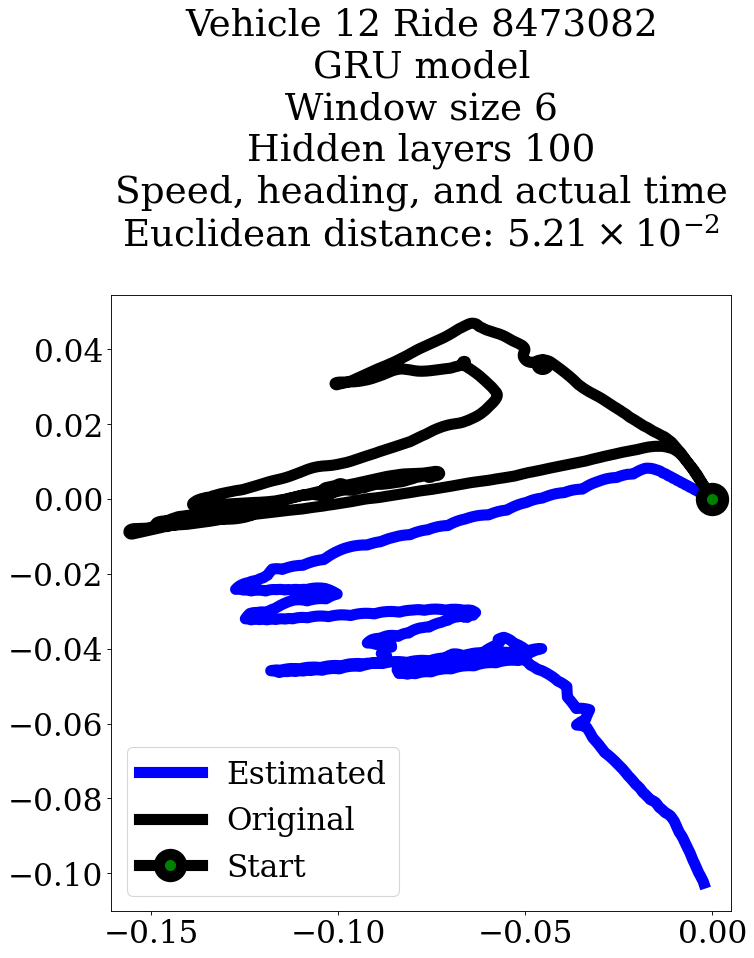 Vehicle 12 Ride 8473082
GRU model
Window size 6
Hidden layers 100
Speed, heading, and actual time
Euclidean distance: 5.21 × 10⁻²
0.04
0.02
0.00
−0.02
−0.04
−0.06
−0.08
−0.10
Estimated
Original
Start
−0.15 −0.10 −0.05 0.00